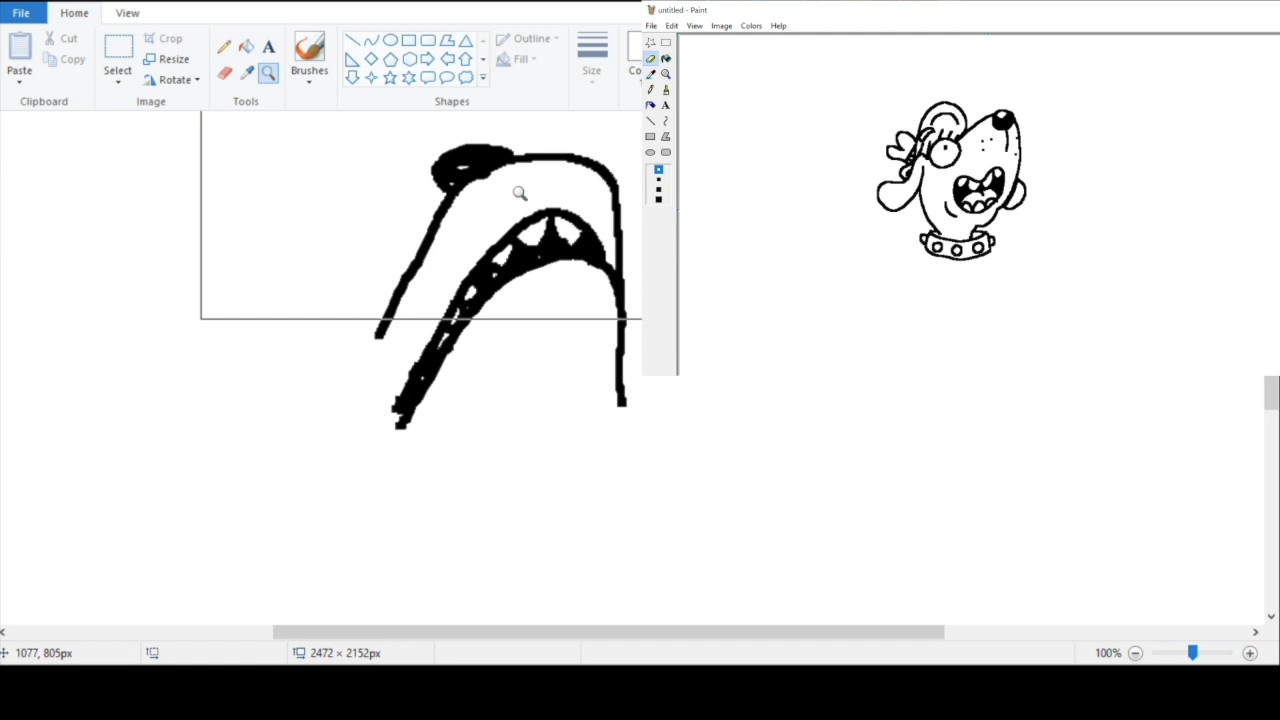 File Home View
Paste
Cut
Copy
Clipboard
Select
Crop
Resize
Rotate
Image
Tools
Brushes
Outline
Fill
Shapes
Size
Co
untitled - Paint
File Edit View Image Colors Help
1077, 805px
2472 × 2152px
100%